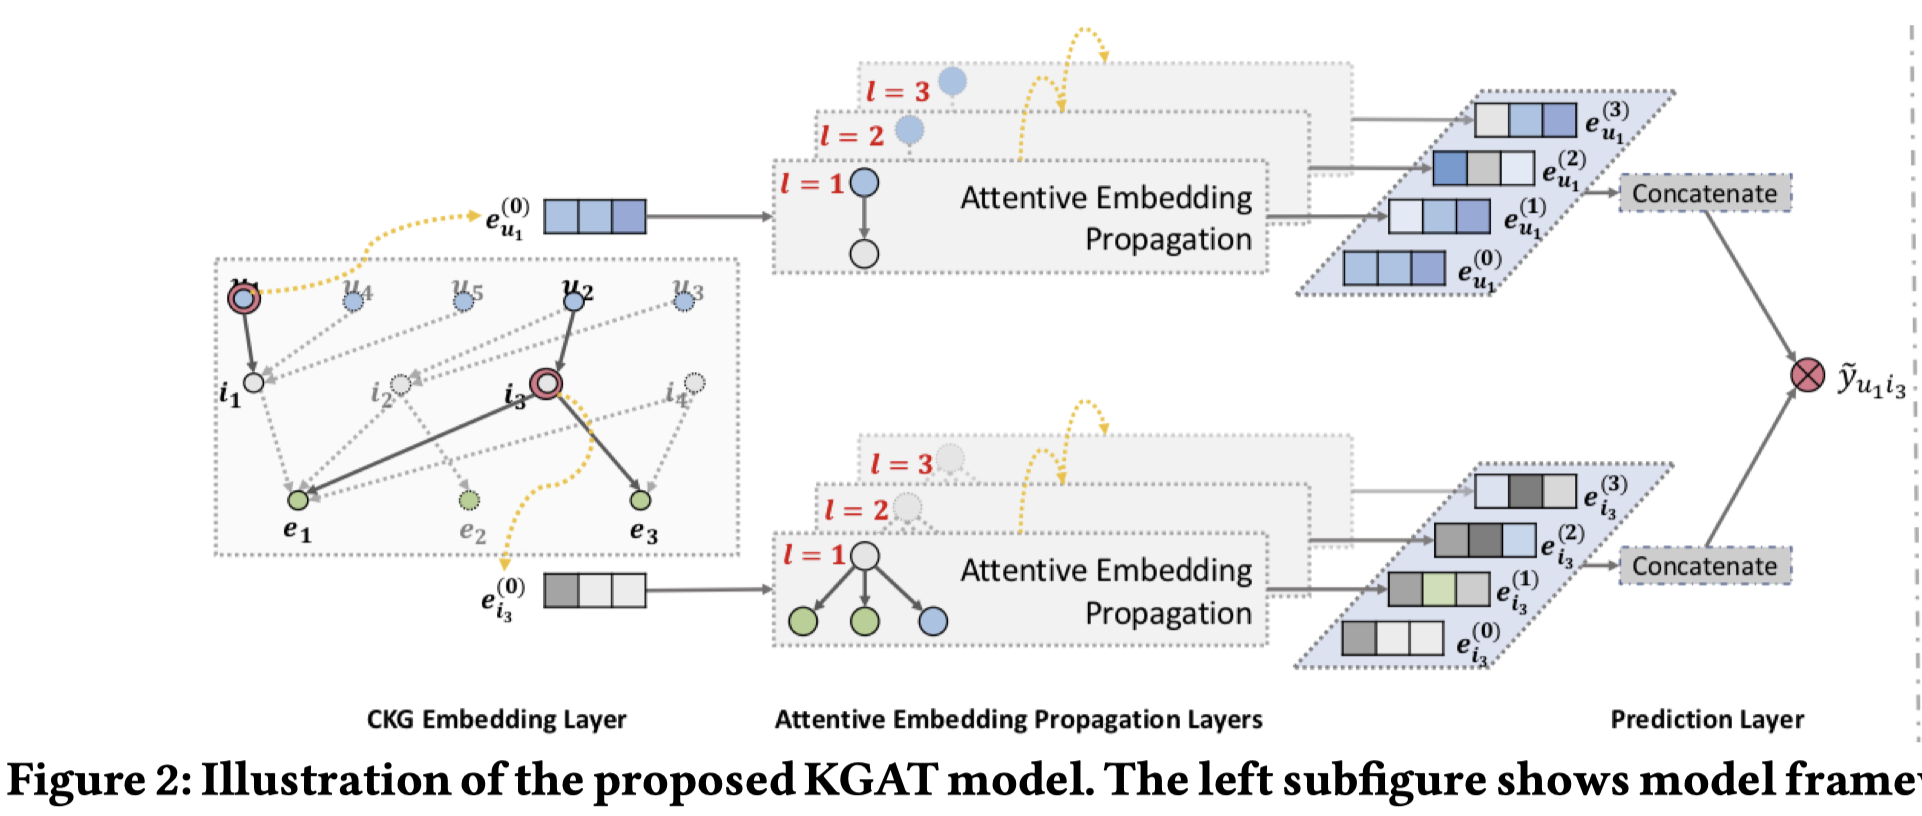 l = 3
l = 2
l = 1
Attentive Embedding
Propagation
e_{u_1}^{(0)}
e_{u_1}^{(3)}
e_{u_1}^{(2)}
e_{u_1}^{(1)}
e_{u_1}^{(0)}
Concatenate
u_4 u_5 u_2 u_3
i_1 i_2 i_3 i_4
e_1 e_2 e_3
ỹ_{u_1 i_3}
l = 3
l = 2
l = 1
Attentive Embedding
Propagation
e_{i_3}^{(0)}
e_{i_3}^{(3)}
e_{i_3}^{(2)}
e_{i_3}^{(1)}
e_{i_3}^{(0)}
Concatenate
CKG Embedding Layer
Attentive Embedding Propagation Layers
Prediction Layer
Figure 2: Illustration of the proposed KGAT model. The left subfigure shows model